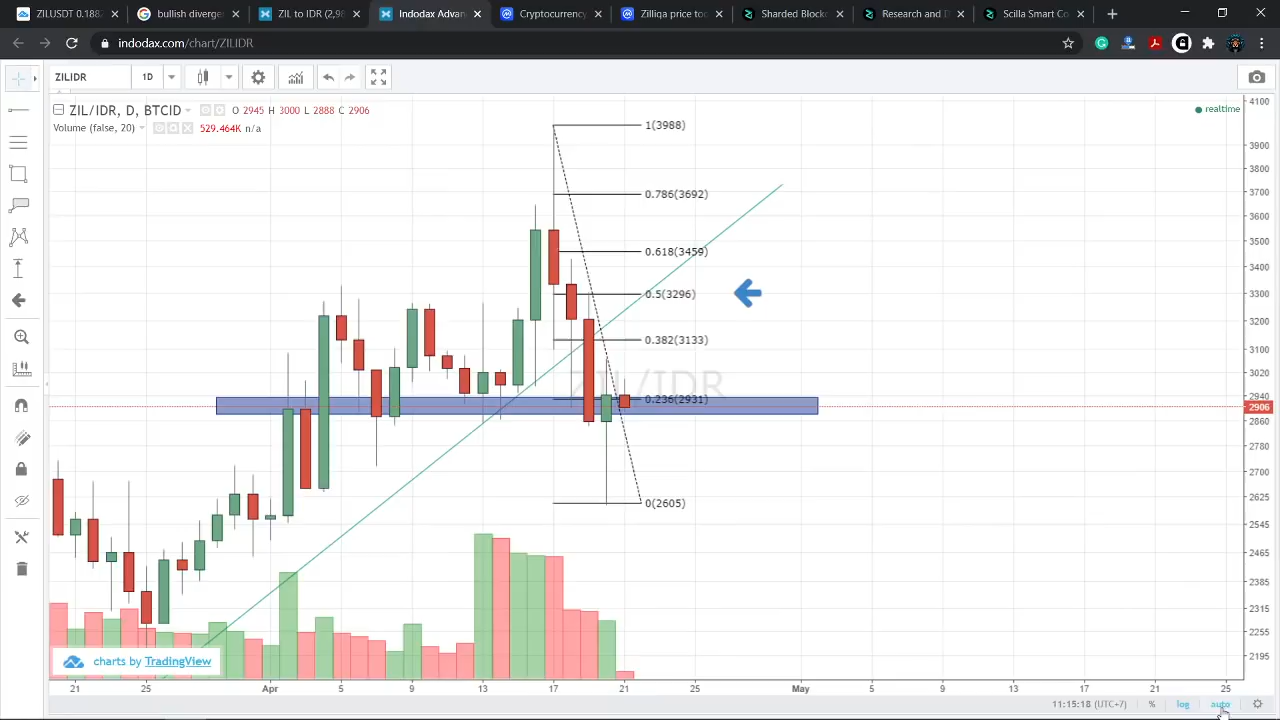 ZILUSDT 0.188
bullish diverger
ZIL to IDR (2,9
Indodax Advan
Cryptocurrency
Zilliqa price to
Sharded Block
Research and D
Scilla Smart Co
indodax.com/chart/ZILIDR
ZILIDR 1D
ZIL/IDR, D, BTCID O 2945 H 3000 L 2888 C 2906
Volume (false, 20) 529.464K n/a
realtime
1(3988)
0.786(3692)
0.618(3459)
0.5(3296)
0.382(3133)
ZIL/IDR
0.236(2931)
0(2605)
4100
3900
3800
3700
3600
3500
3400
3300
3200
3100
3020
2940
2906
2860
2780
2700
2625
2545
2465
2385
2315
2255
2195
charts by TradingView
21 25 Apr 5 9 13 17 21 25 May 5 9 13 17 21 25
11:15:18 (UTC+7) % log auto